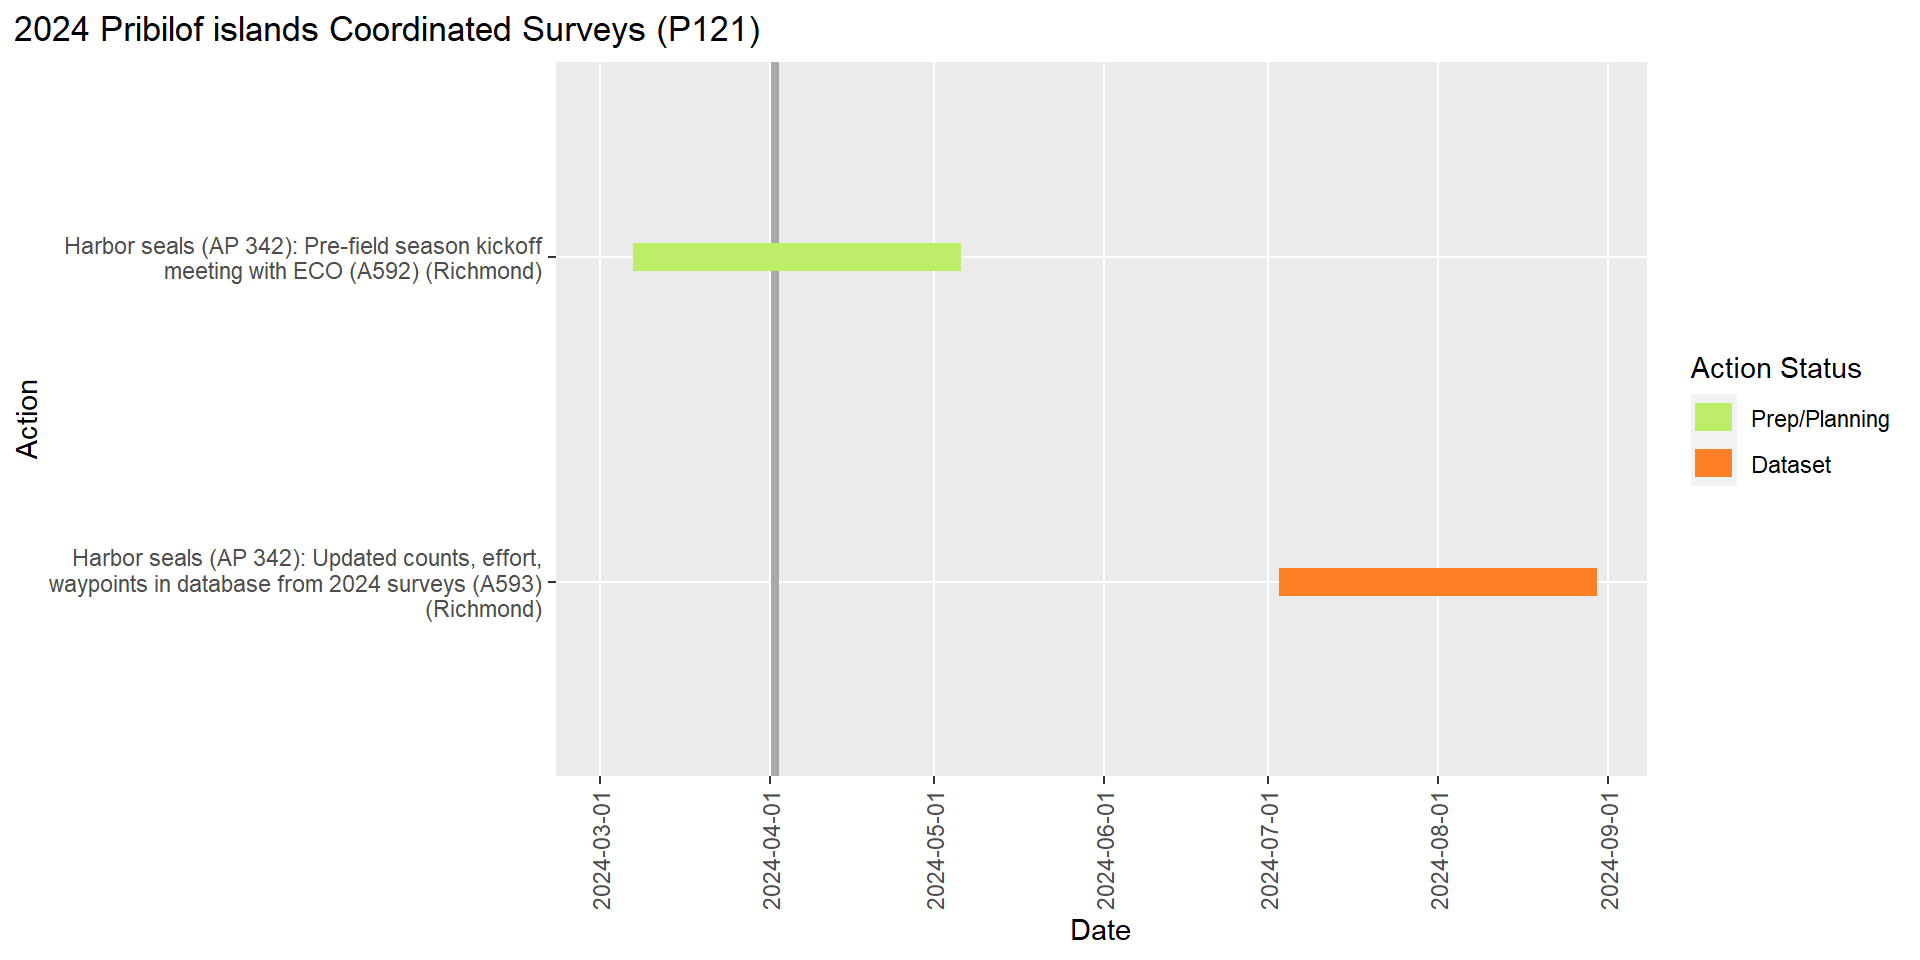 2024 Pribilof islands Coordinated Surveys (P121)
Harbor seals (AP 342): Pre-field season kickoff
meeting with ECO (A592) (Richmond)
Harbor seals (AP 342): Updated counts, effort,
waypoints in database from 2024 surveys (A593)
(Richmond)
Action
2024-03-01
2024-04-01
2024-05-01
2024-06-01
2024-07-01
2024-08-01
2024-09-01
Date
Action Status
Prep/Planning
Dataset